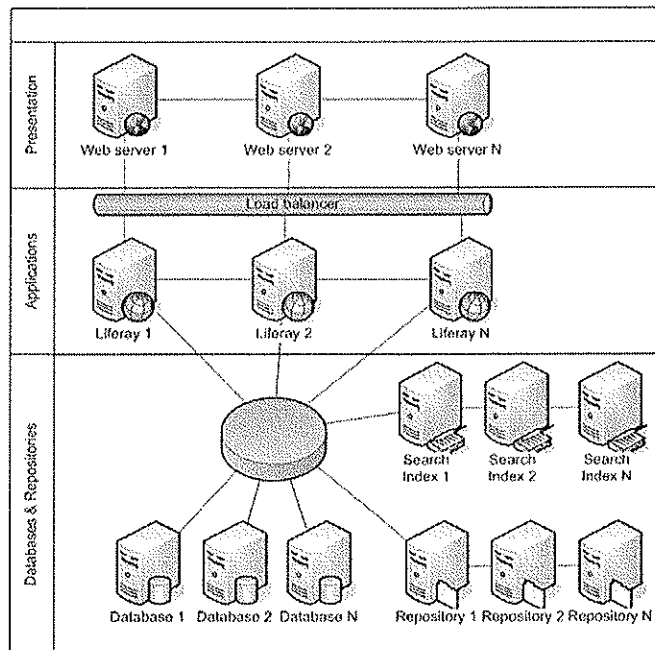 Presentation
Web server 1
Web server 2
Web server N
Applications
Load balancer
Liferay 1
Liferay 2
Liferay N
Databases & Repositories
Search
Index 1
Search
Index 2
Search
Index N
Database 1
Database 2
Database N
Repository 1
Repository 2
Repository N